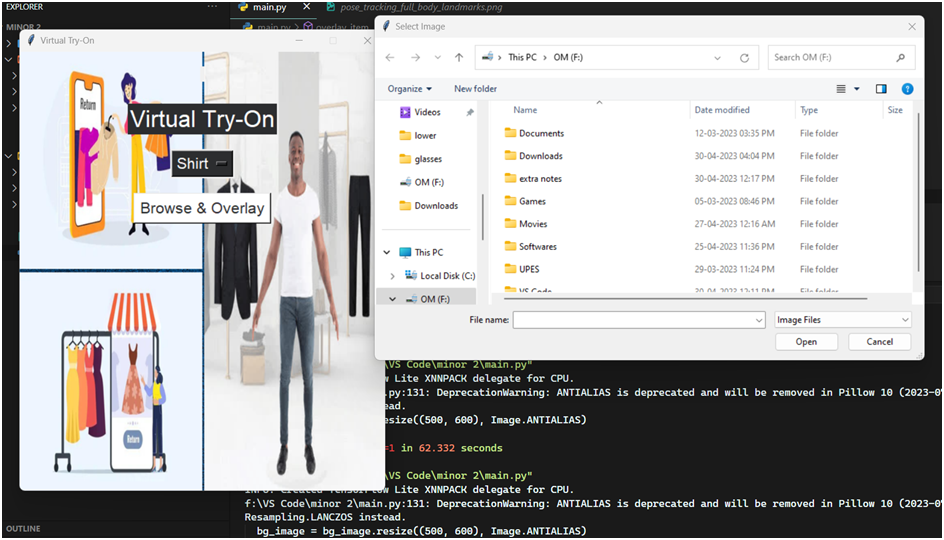 EXPLORER
···
main.py
pose_tracking_full_body_landmarks.png
MINOR 2
main.py
overlay_item
Virtual Try-On
Return
Virtual Try-On
Shirt
Browse & Overlay
Return
Select Image
This PC
OM (F:)
Search OM (F:)
Organize
New folder
Videos
lower
glasses
OM (F:)
Downloads
This PC
Local Disk (C:)
OM (F:)
Name
Date modified
Type
Size
Documents
12-03-2023 03:35 PM
File folder
Downloads
30-04-2023 04:04 PM
File folder
extra notes
30-04-2023 12:17 PM
File folder
Games
05-03-2023 08:46 PM
File folder
Movies
27-04-2023 12:16 AM
File folder
Softwares
25-04-2023 11:36 PM
File folder
UPES
29-03-2023 11:24 PM
File folder
VS Code
30-04-2023 12:11 PM
File folder
File name:
Image Files
Open
Cancel
\VS Code\minor 2\main.py"
Lite XNNPACK delegate for CPU.
.py:131: DeprecationWarning: ANTIALIAS is deprecated and will be removed in Pillow 10 (2023-0
ead.
esize((500, 600), Image.ANTIALIAS)
=1 in 62.332 seconds
\VS Code\minor 2\main.py"
INFO: Created TensorFlow Lite XNNPACK delegate for CPU.
f:\VS Code\minor 2\main.py:131: DeprecationWarning: ANTIALIAS is deprecated and will be removed in Pillow 10 (2023-0
Resampling.LANCZOS instead.
bg_image = bg_image.resize((500, 600), Image.ANTIALIAS)
OUTLINE